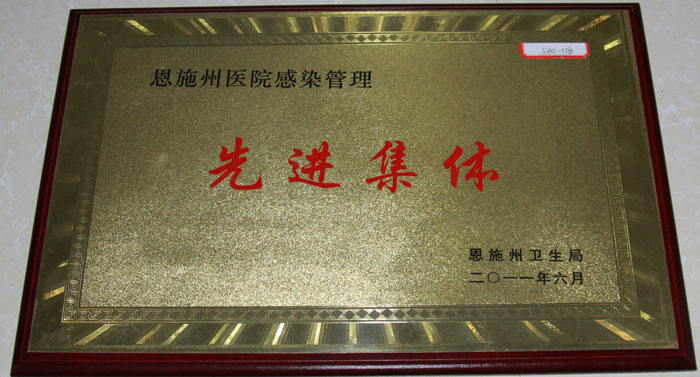 恩施州医院感染管理
先进集体
恩施州卫生局
二〇一一年六月